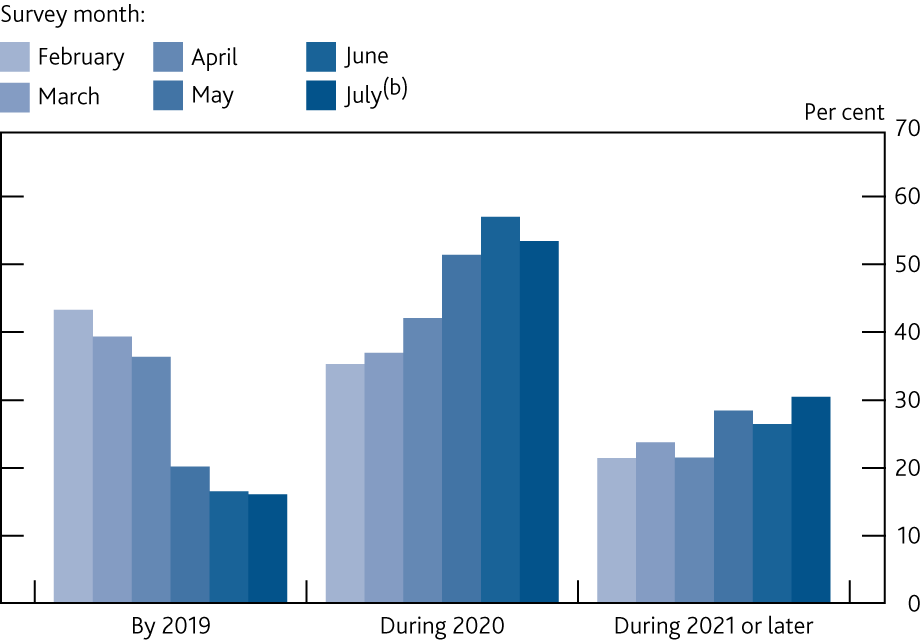 Survey month:
February April June
March May July(b)
Per cent
70
60
50
40
30
20
10
0
By 2019 During 2020 During 2021 or later